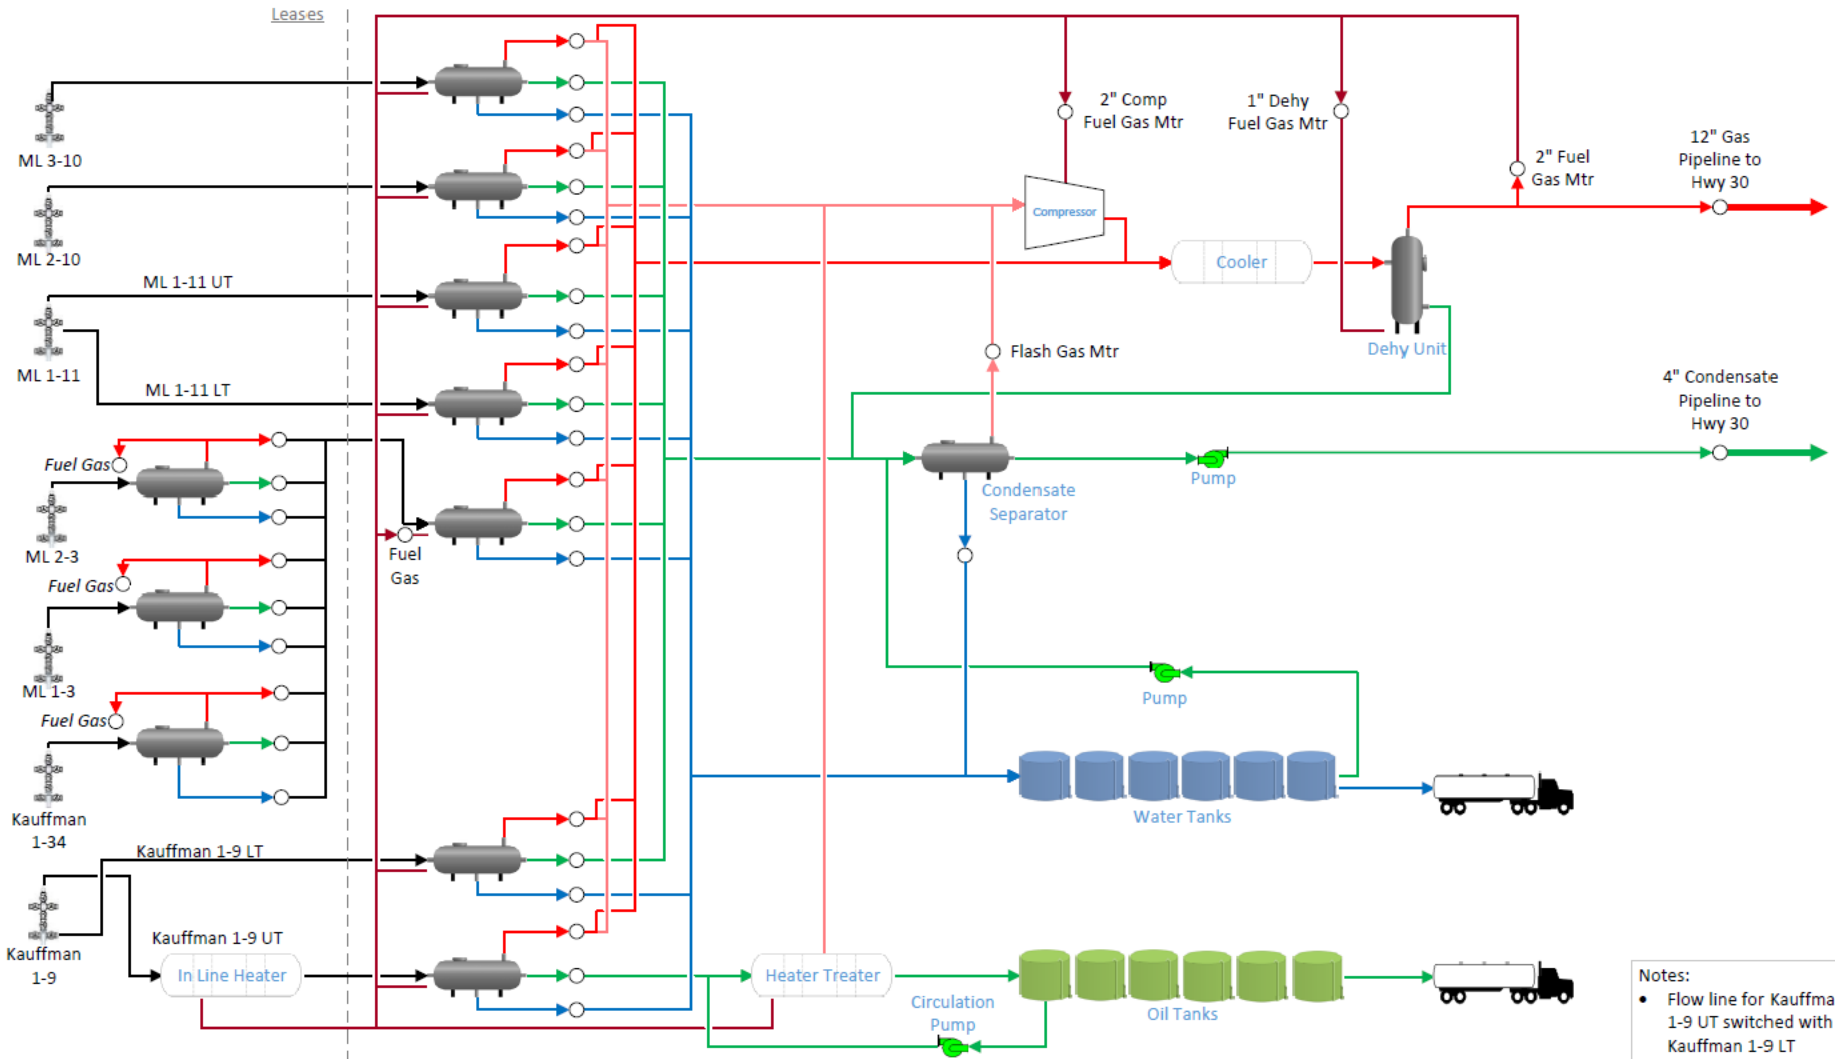 Leases
ML 3-10
ML 2-10
ML 1-11 UT
ML 1-11
ML 1-11 LT
Fuel Gas
ML 2-3
Fuel Gas
ML 1-3
Fuel Gas
Kauffman
1-34
Kauffman 1-9 LT
Kauffman
1-9
Kauffman 1-9 UT
In Line Heater
Fuel
Gas
2" Comp
Fuel Gas Mtr
1" Dehy
Fuel Gas Mtr
2" Fuel
Gas Mtr
12" Gas
Pipeline to
Hwy 30
Compressor
Cooler
Dehy Unit
Flash Gas Mtr
4" Condensate
Pipeline to
Hwy 30
Condensate
Separator
Pump
Pump
Water Tanks
Heater Treater
Circulation
Pump
Oil Tanks
Notes:
• Flow line for Kauffma
1-9 UT switched with
Kauffman 1-9 LT